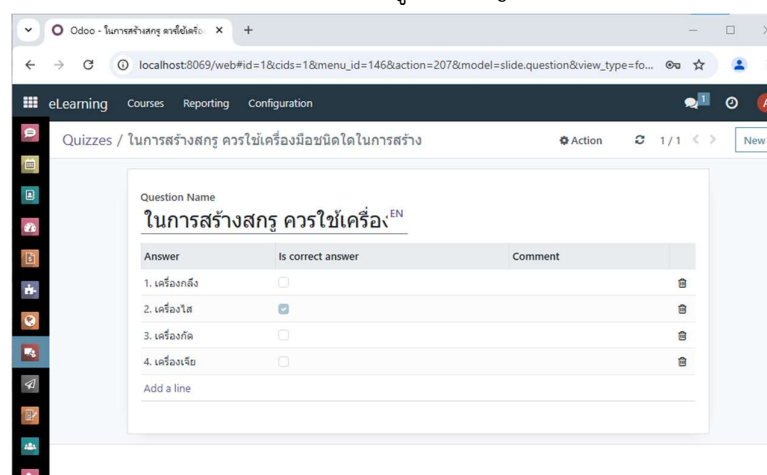 Odoo - ในการสร้างสกรู ควรใช้เครื่อง
localhost:8069/web#id=1&cids=1&menu_id=146&action=207&model=slide.question&view_type=fo...
eLearning Courses Reporting Configuration 1
Quizzes / ในการสร้างสกรู ควรใช้เครื่องมือชนิดใดในการสร้าง Action 1 / 1 New
Question Name
ในการสร้างสกรู ควรใช้เครื่อง EN
Answer Is correct answer Comment
1. เครื่องกลึง
2. เครื่องไส
3. เครื่องกัด
4. เครื่องเจีย
Add a line